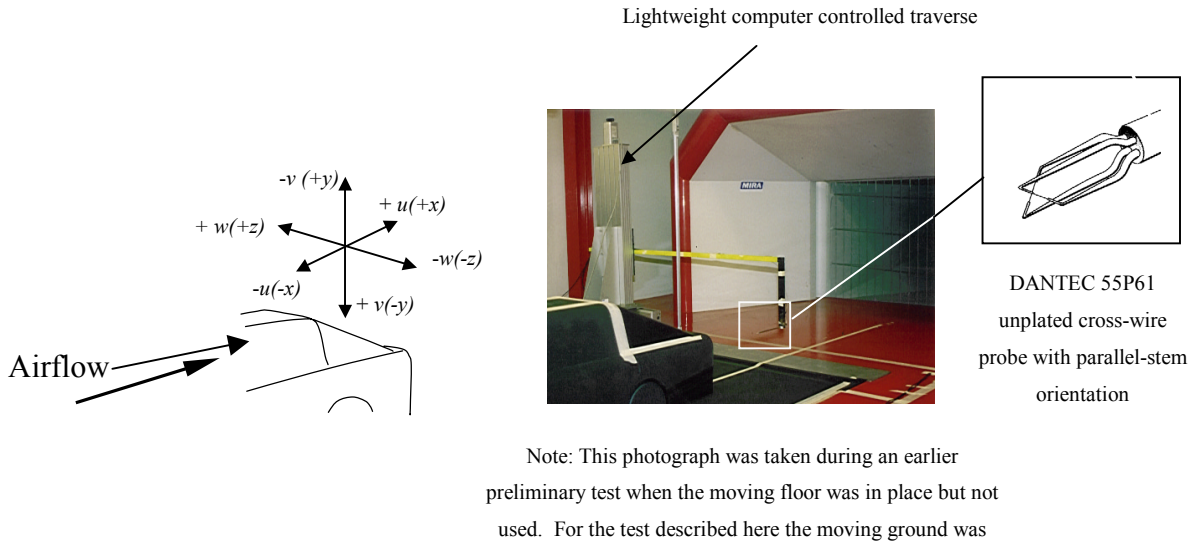 Lightweight computer controlled traverse
-v (+y)
+ u(+x)
+ w(+z)
-w(-z)
-u(-x)
+ v(-y)
Airflow
MIRA
DANTEC 55P61
unplated cross-wire
probe with parallel-stem
orientation
Note: This photograph was taken during an earlier
preliminary test when the moving floor was in place but not
used. For the test described here the moving ground was